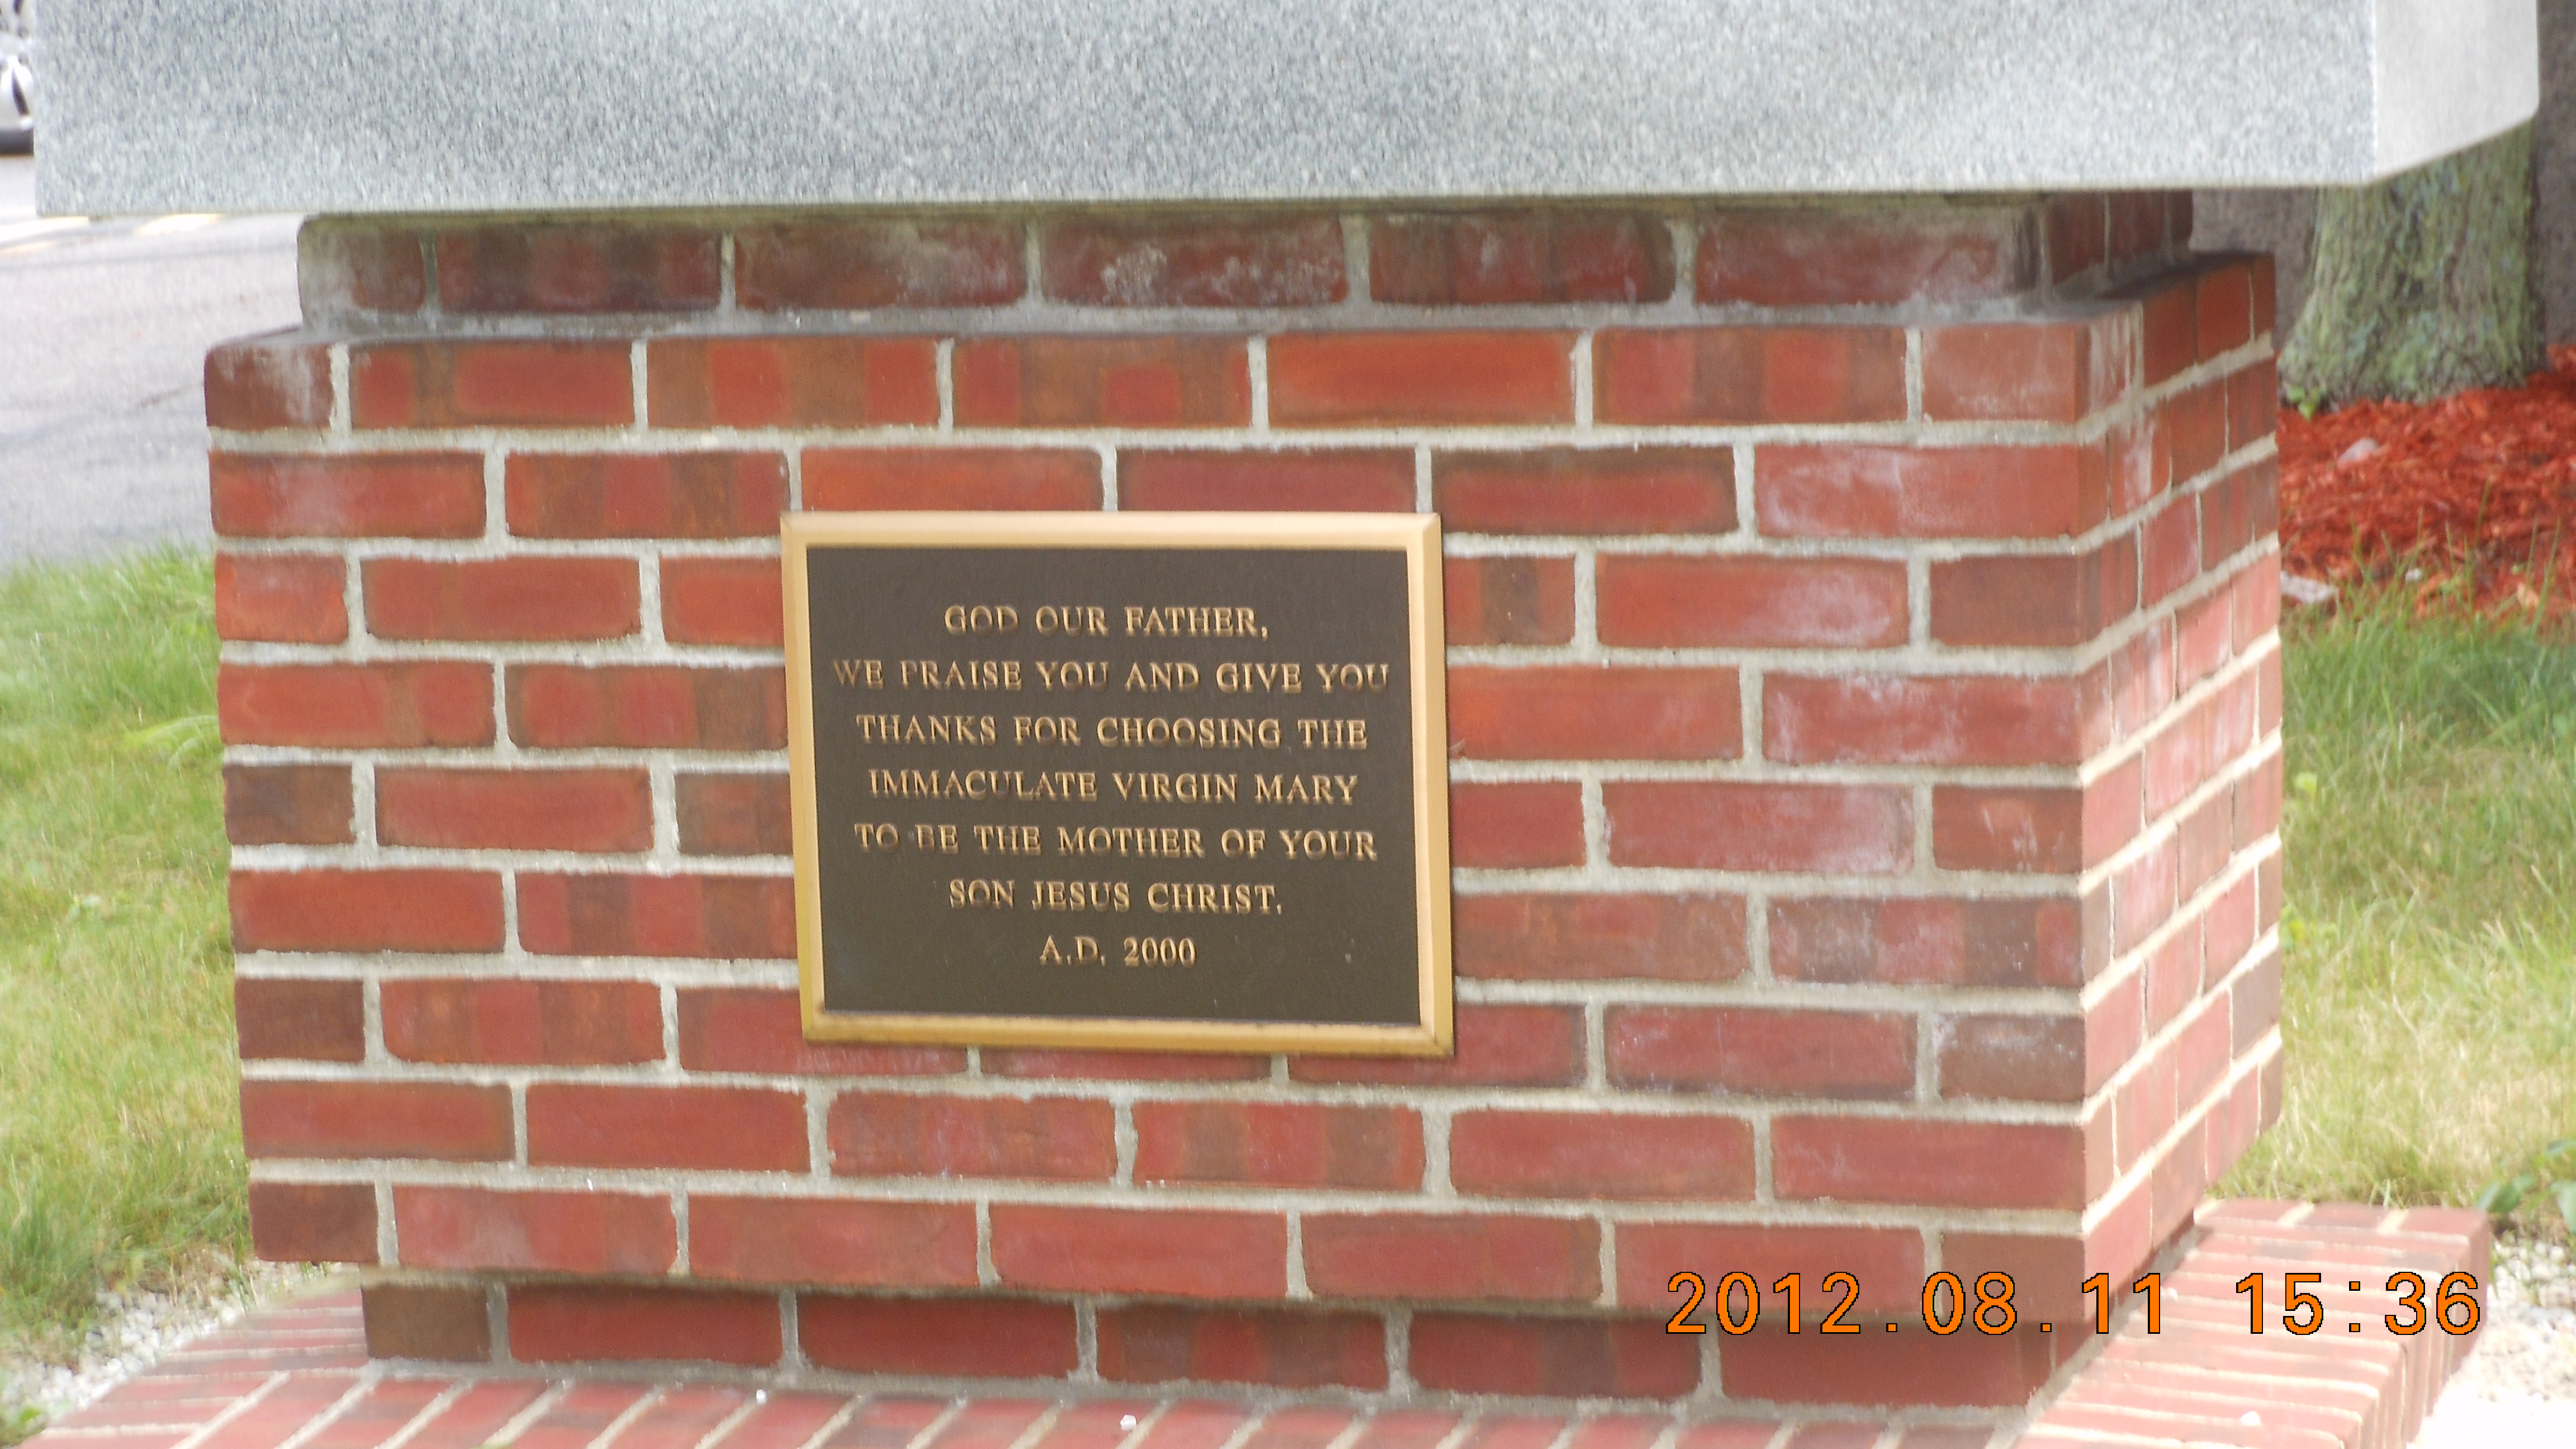 GOD OUR FATHER,
WE PRAISE YOU AND GIVE YOU
THANKS FOR CHOOSING THE
IMMACULATE VIRGIN MARY
TO BE THE MOTHER OF YOUR
SON JESUS CHRIST.
A.D. 2000
2012.08.11 15:36